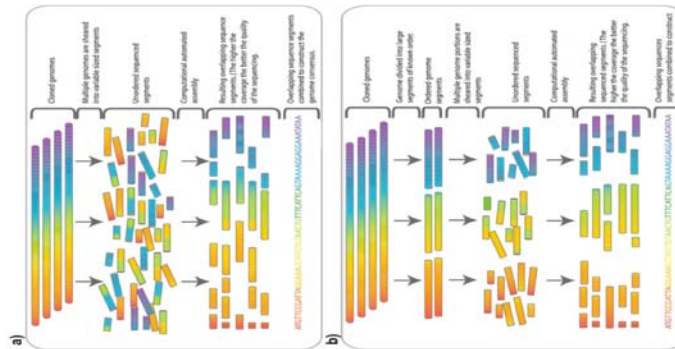 a)
Cloned genomes
Multiple genomes are sheared
into variable sized segments
Unordered sequenced
segments
Computational automated
assembly
Resulting overlapping sequence
segments. (The higher the
coverage the better the quality
of the sequencing.
Overlapping sequence segments
combined to construct the
genome consensus.
b)
Cloned genomes
Genome divided into large
segments of known order.
Ordered genome
segments
Multiple genome portions are
sheared into variable sized
segments
Unordered sequenced
segments
Computational automated
assembly
Resulting overlapping
sequenced segments. (The
higher the coverage the better
the quality of the sequencing.
Overlapping sequences
segments combined to construct